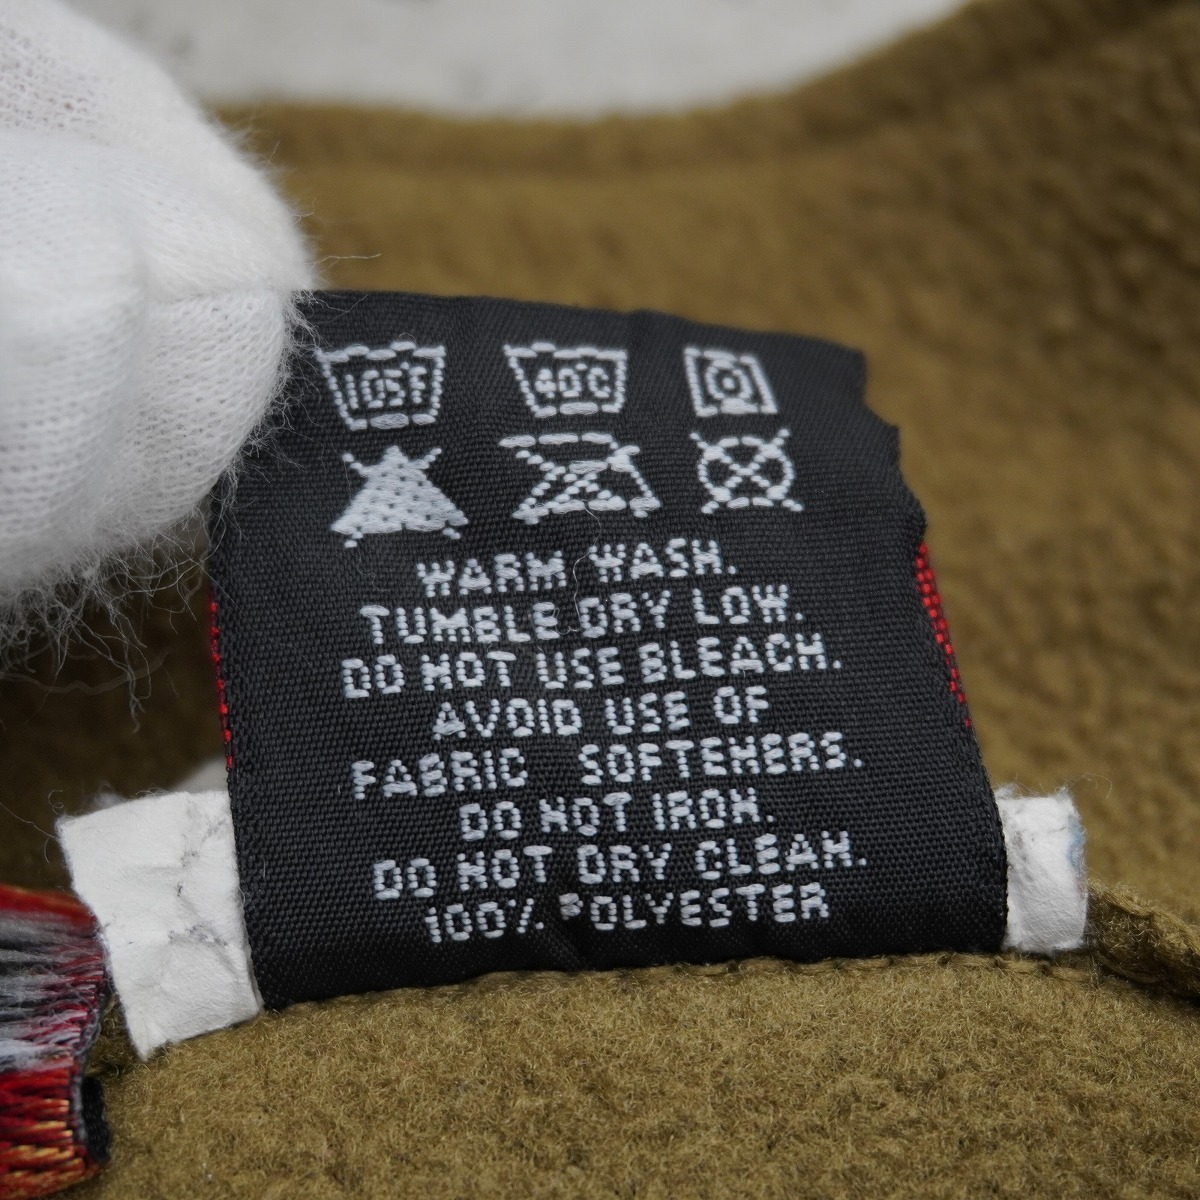 105F 40°C
WARM WASH.
TUMBLE DRY LOW.
DO NOT USE BLEACH.
AVOID USE OF
FABRIC SOFTENERS.
DO NOT IRON.
DO NOT DRY CLEAN.
100% POLYESTER